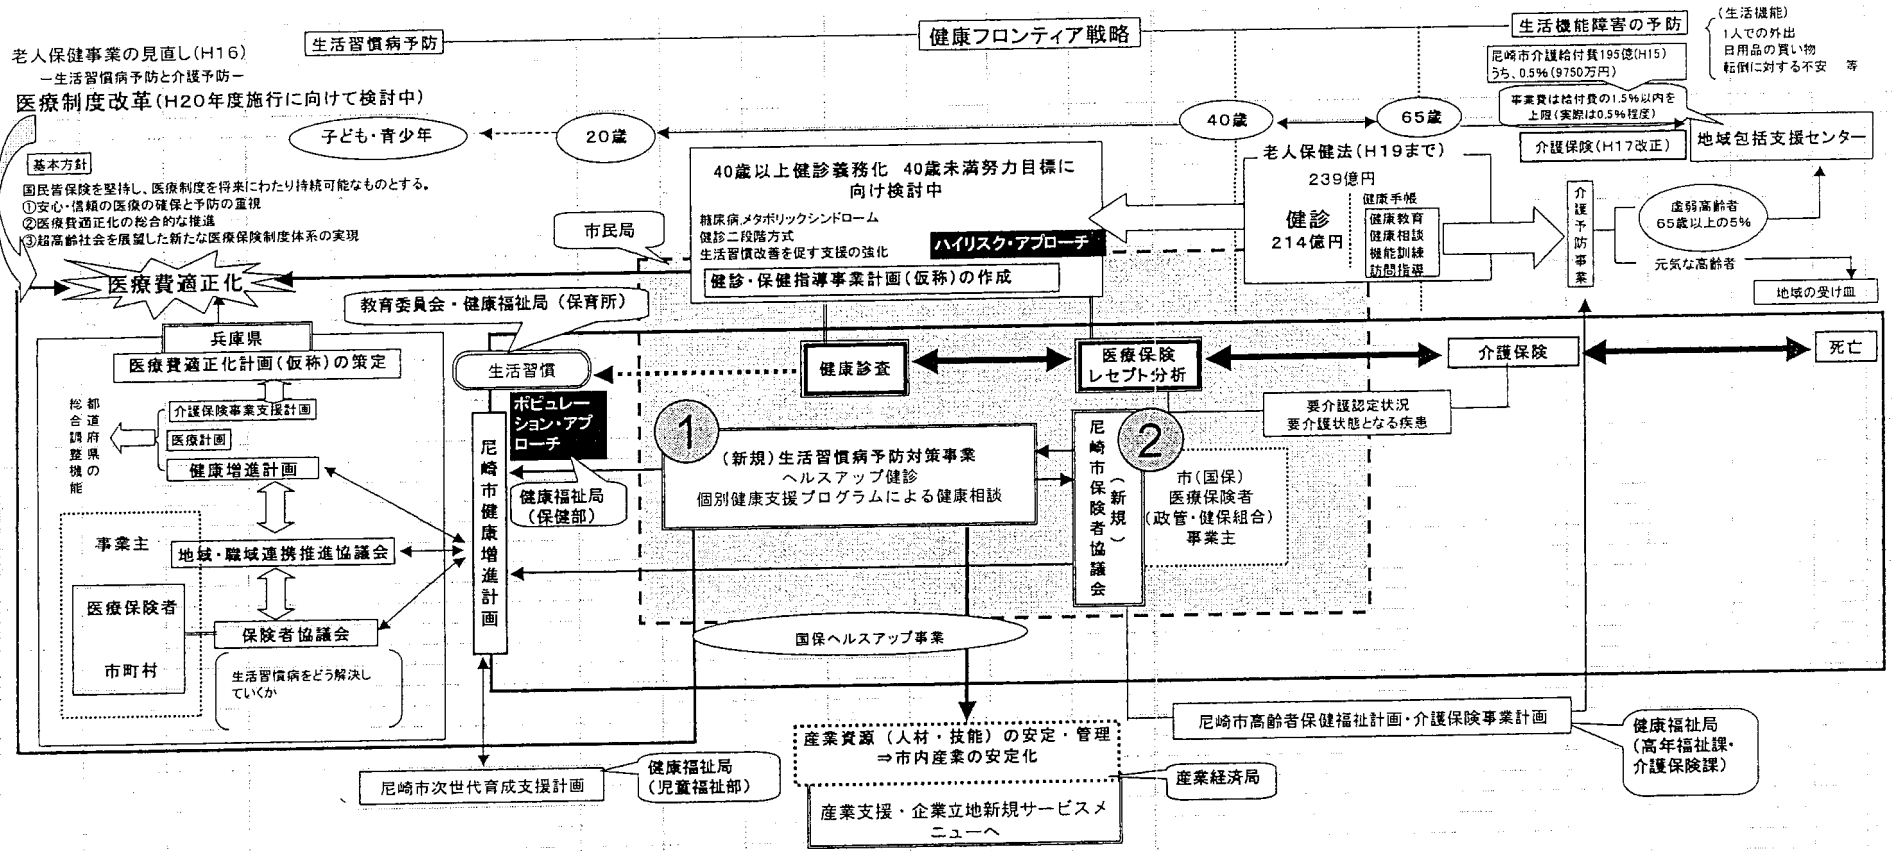 老人保健事業の見直し(H16)
－生活習慣病予防と介護予防－
医療制度改革(H20年度施行に向けて検討中)
生活習慣病予防
健康フロンティア戦略
生活機能障害の予防
(生活機能)
1人での外出
日用品の買い物
転倒に対する不安 等
尼崎市介護給付費195億(H15)
うち、0.5%(9750万円)
事業費は給付費の1.5%以内を
上限(実際は0.5%程度)
子ども・青少年
20歳
40歳
65歳
地域包括支援センター
介護保険(H17改正)
基本方針
国民皆保険を堅持し、医療制度を将来にわたり持続可能なものとする。
①安心・信頼の医療の確保と予防の重視
②医療費適正化の総合的な推進
③超高齢社会を展望した新たな医療保険制度体系の実現
医療費適正化
市民局
40歳以上健診義務化 40歳未満努力目標に
向け検討中
糖尿病,メタボリックシンドローム
健診二段階方式
生活習慣改善を促す支援の強化
ハイリスク・アプローチ
健診・保健指導事業計画(仮称)の作成
老人保健法(H19まで)
239億円
健診
214億円
健康手帳
健康教育
健康相談
機能訓練
訪問指導
介護予防事業
虚弱高齢者
65歳以上の5%
元気な高齢者
地域の受け皿
教育委員会・健康福祉局(保育所)
兵庫県
医療費適正化計画(仮称)の策定
都道府県の
総合調整機能
介護保険事業支援計画
医療計画
健康増進計画
事業主
地域・職域連携推進協議会
医療保険者
市町村
保険者協議会
生活習慣病をどう解決し
ていくか
生活習慣
ポピュレー
ション・アプ
ローチ
健康福祉局
(保健部)
尼崎市健康増進計画
健康診査
医療保険
レセプト分析
介護保険
死亡
要介護認定状況
要介護状態となる疾患
①
(新規)生活習慣病予防対策事業
ヘルスアップ健診
個別健康支援プログラムによる健康相談
②
尼崎市保険者協議会
(新規)
市(国保)
医療保険者
(政管・健保組合)
事業主
国保ヘルスアップ事業
産業資源(人材・技能)の安定・管理
⇒市内産業の安定化
産業経済局
産業支援・企業立地新規サービスメ
ニューへ
尼崎市次世代育成支援計画
健康福祉局
(児童福祉部)
尼崎市高齢者保健福祉計画・介護保険事業計画
健康福祉局
(高年福祉課・
介護保険課)